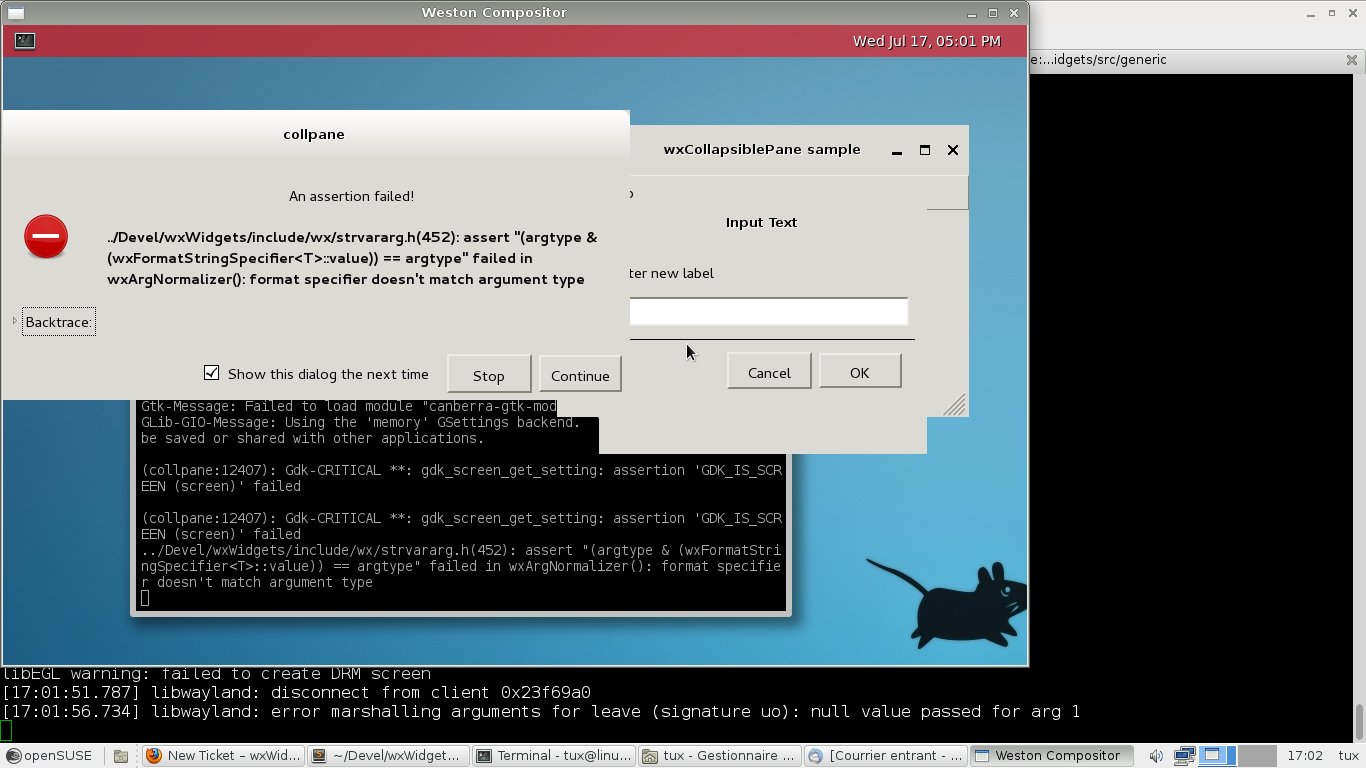 Weston Compositor
Wed Jul 17, 05:01 PM
e:...idgets/src/generic
collpane
An assertion failed!
../Devel/wxWidgets/include/wx/strvararg.h(452): assert "(argtype &
(wxFormatStringSpecifier<T>::value)) == argtype" failed in
wxArgNormalizer(): format specifier doesn't match argument type
Backtrace:
Show this dialog the next time
Stop
Continue
wxCollapsiblePane sample
Input Text
ter new label
Cancel
OK
Gtk-Message: Failed to load module "canberra-gtk-mod
GLib-GIO-Message: Using the 'memory' GSettings backend.
be saved or shared with other applications.
(collpane:12407): Gdk-CRITICAL **: gdk_screen_get_setting: assertion 'GDK_IS_SCR
EEN (screen)' failed
(collpane:12407): Gdk-CRITICAL **: gdk_screen_get_setting: assertion 'GDK_IS_SCR
EEN (screen)' failed
../Devel/wxWidgets/include/wx/strvararg.h(452): assert "(argtype & (wxFormatStri
ngSpecifier<T>::value)) == argtype" failed in wxArgNormalizer(): format specifie
r doesn't match argument type
libEGL warning: failed to create DRM screen
[17:01:51.787] libwayland: disconnect from client 0x23f69a0
[17:01:56.734] libwayland: error marshalling arguments for leave (signature uo): null value passed for arg 1
openSUSE
New Ticket – wxWid...
~/Devel/wxWidget...
Terminal - tux@linu...
tux - Gestionnaire ...
[Courrier entrant - ...
Weston Compositor
17:02
tux